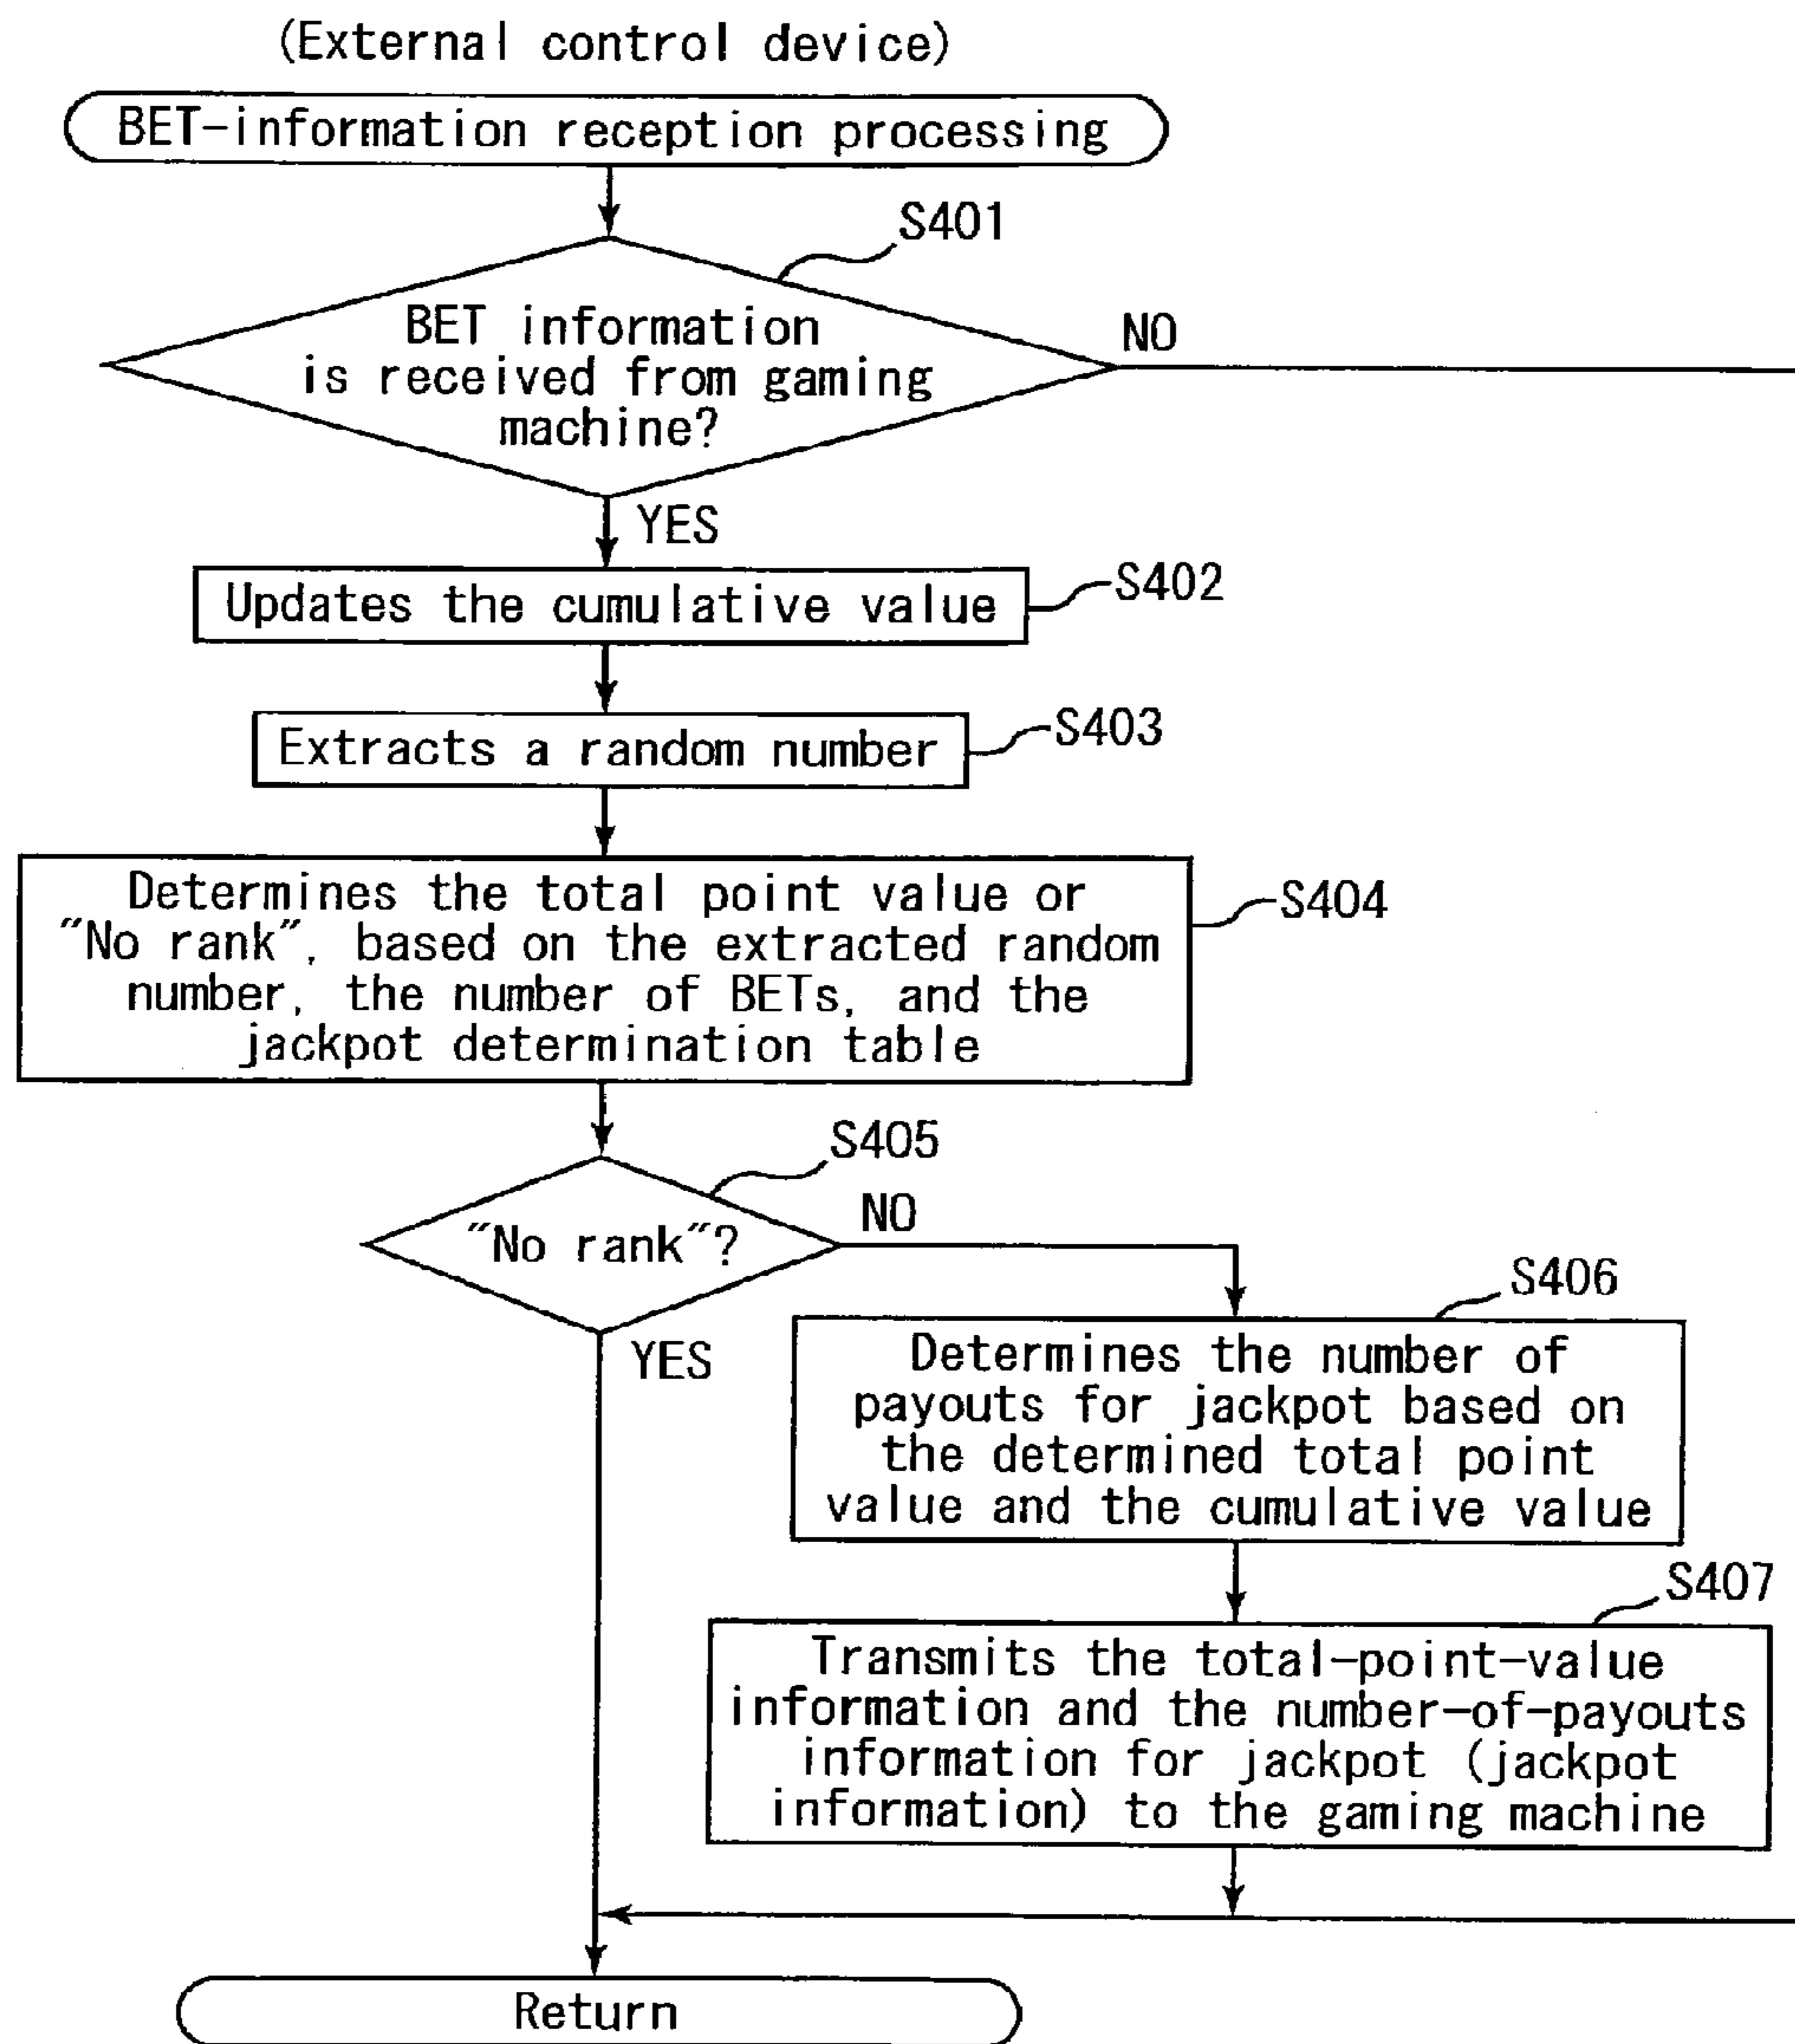 (External control device)
BET-information reception processing
S401
BET information
is received from gaming
machine?
NO
YES
Updates the cumulative value
S402
Extracts a random number
S403
Determines the total point value or
"No rank", based on the extracted random
number, the number of BETs, and the
jackpot determination table
S404
S405
"No rank"?
NO
YES
S406
Determines the number of
payouts for jackpot based on
the determined total point
value and the cumulative value
S407
Transmits the total-point-value
information and the number-of-payouts
information for jackpot (jackpot
information) to the gaming machine
Return